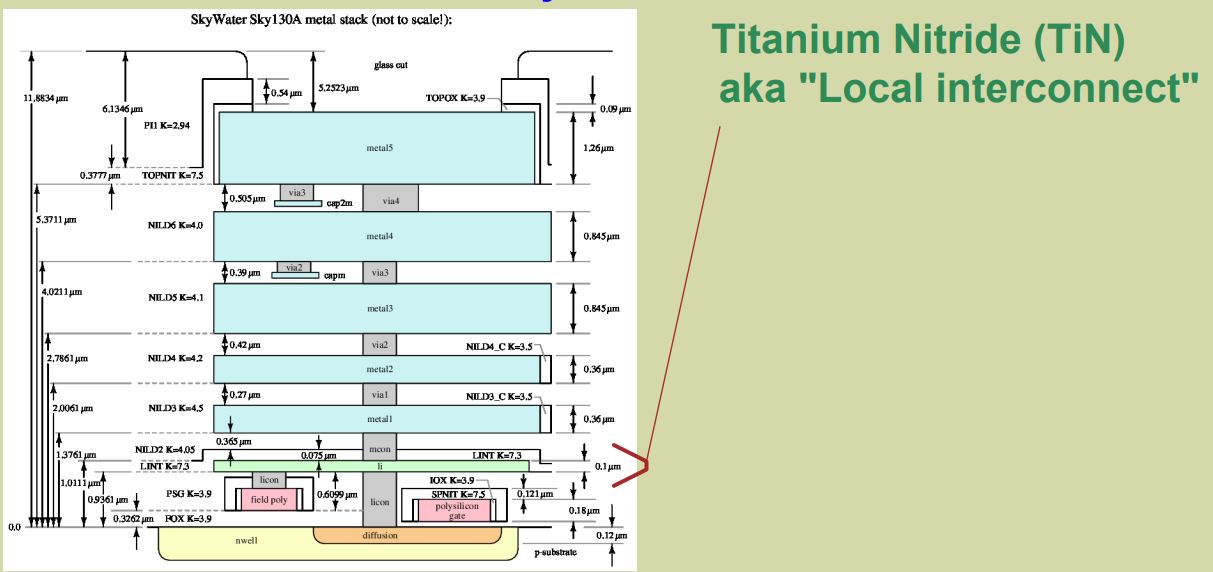 SkyWater Sky130A metal stack (not to scale!):
Titanium Nitride (TiN)
aka "Local interconnect"
glass cut
11.8834 µm
6.1346µm
0.54 µm
5.2523 µm
TOPOX K=3.9
0.09 µm
PI1 K=2.94
metal5
1.26 µm
0.3777µm
TOPNIT K=7.5
0.505 µm
via3
cap2m
via4
5.3711 µm
NILD6 K=4.0
metal4
0.845 µm
0.39 µm
via2
capm
via3
4.0211 µm
NILD5 K=4.1
metal3
0.845 µm
0.42 µm
via2
NILD4_C K=3.5
2.7861 µm
NILD4 K=4.2
metal2
0.36 µm
0.27 µm
via1
NILD3_C K=3.5
2.0061 µm
NILD3 K=4.5
metal1
0.36 µm
0.365 µm
NILD2 K=4.05
mcon
1.3761 µm
0.075 µm
LINT K=7.3
LINT K=7.3
li
0.1 µm
1.0111 µm
licon
IOX K=3.9
0.9361 µm
PSG K=3.9
field poly
0.6099 µm
licon
SPNIT K=7.5
0.121 µm
polysilicon
gate
0.18 µm
0.3262 µm
FOX K=3.9
0.0
diffusion
0.12 µm
nwell
p-substrate